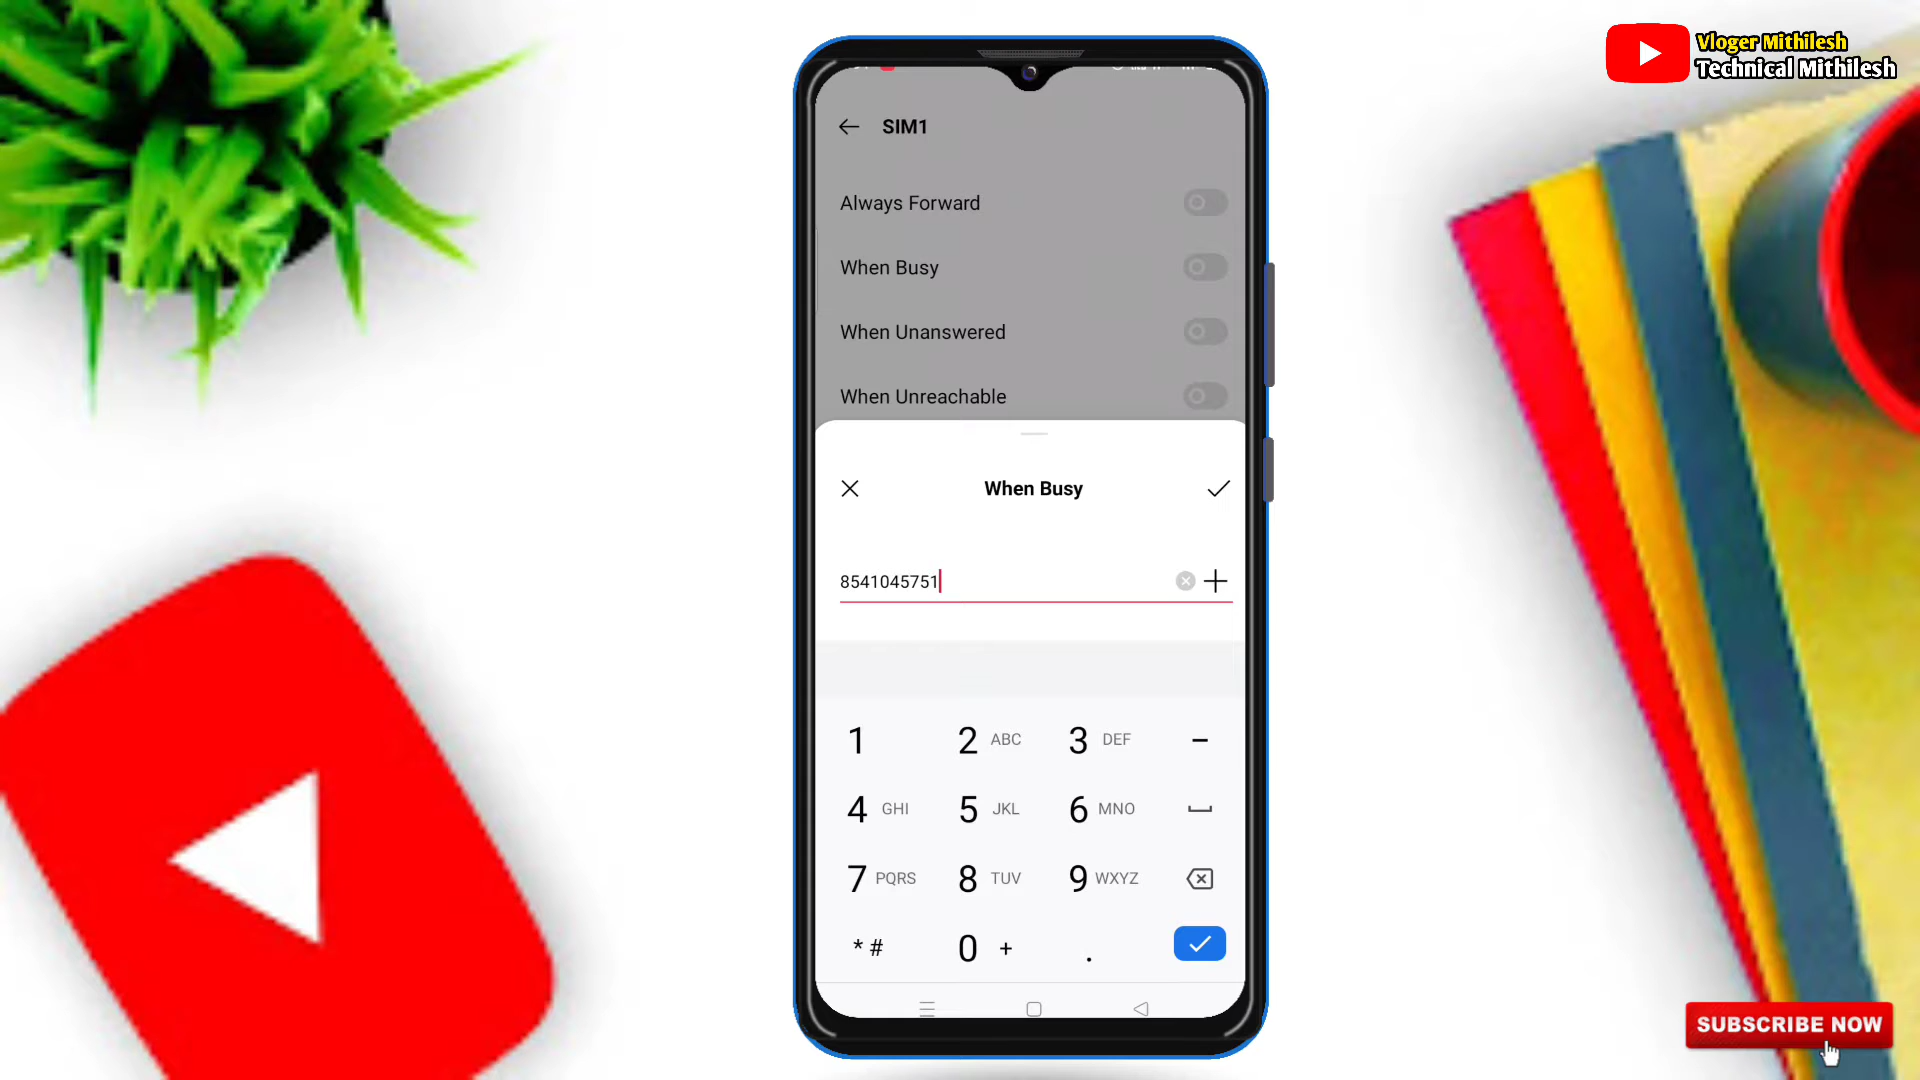 Vloger Mithilesh
Technical Mithilesh
SIM1
Always Forward
When Busy
When Unanswered
When Unreachable
When Busy
8541045751
1 2 ABC 3 DEF -
4 GHI 5 JKL 6 MNO
7 PQRS 8 TUV 9 WXYZ
* # 0 + .
SUBSCRIBE NOW